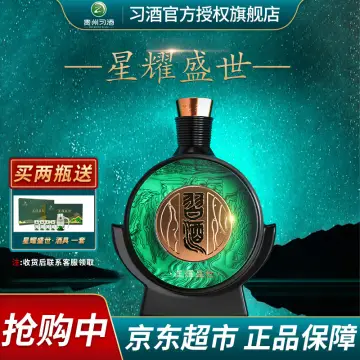 贵州习酒
习酒官方授权旗舰店
星耀盛世
买两瓶送
星耀盛世·酒具 一套
注:收货后联系客服领取
習酒
抢购中
京东超市 正品保障